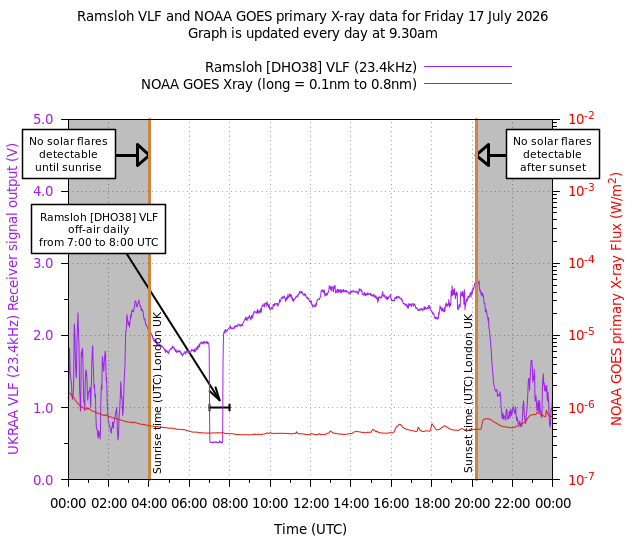 Ramsloh VLF and NOAA GOES primary X-ray data for Friday 17 July 2026
Graph is updated every day at 9.30am
Ramsloh [DHO38] VLF (23.4kHz)
NOAA GOES Xray (long = 0.1nm to 0.8nm)
UKRAA VLF (23.4kHz) Receiver signal output (V)
5.0
4.0
3.0
2.0
1.0
0.0
No solar flares
detectable
until sunrise
Ramsloh [DHO38] VLF
off-air daily
from 7:00 to 8:00 UTC
Sunrise time (UTC) London UK
Sunset time (UTC) London UK
No solar flares
detectable
after sunset
10-2
10-3
10-4
10-5
10-6
10-7
NOAA GOES primary X-ray Flux (W/m2)
00:00 02:00 04:00 06:00 08:00 10:00 12:00 14:00 16:00 18:00 20:00 22:00 00:00
Time (UTC)